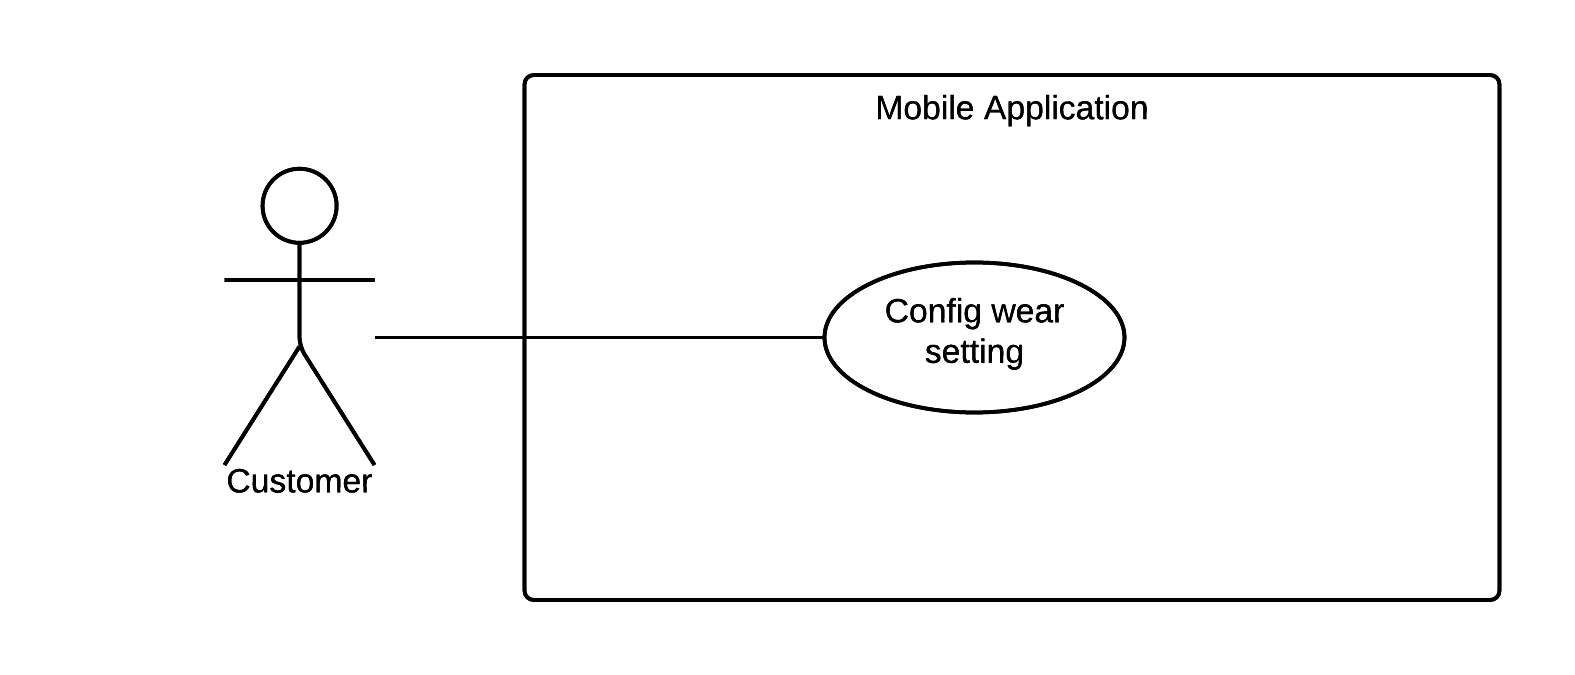 Mobile Application
Config wear
setting
Customer